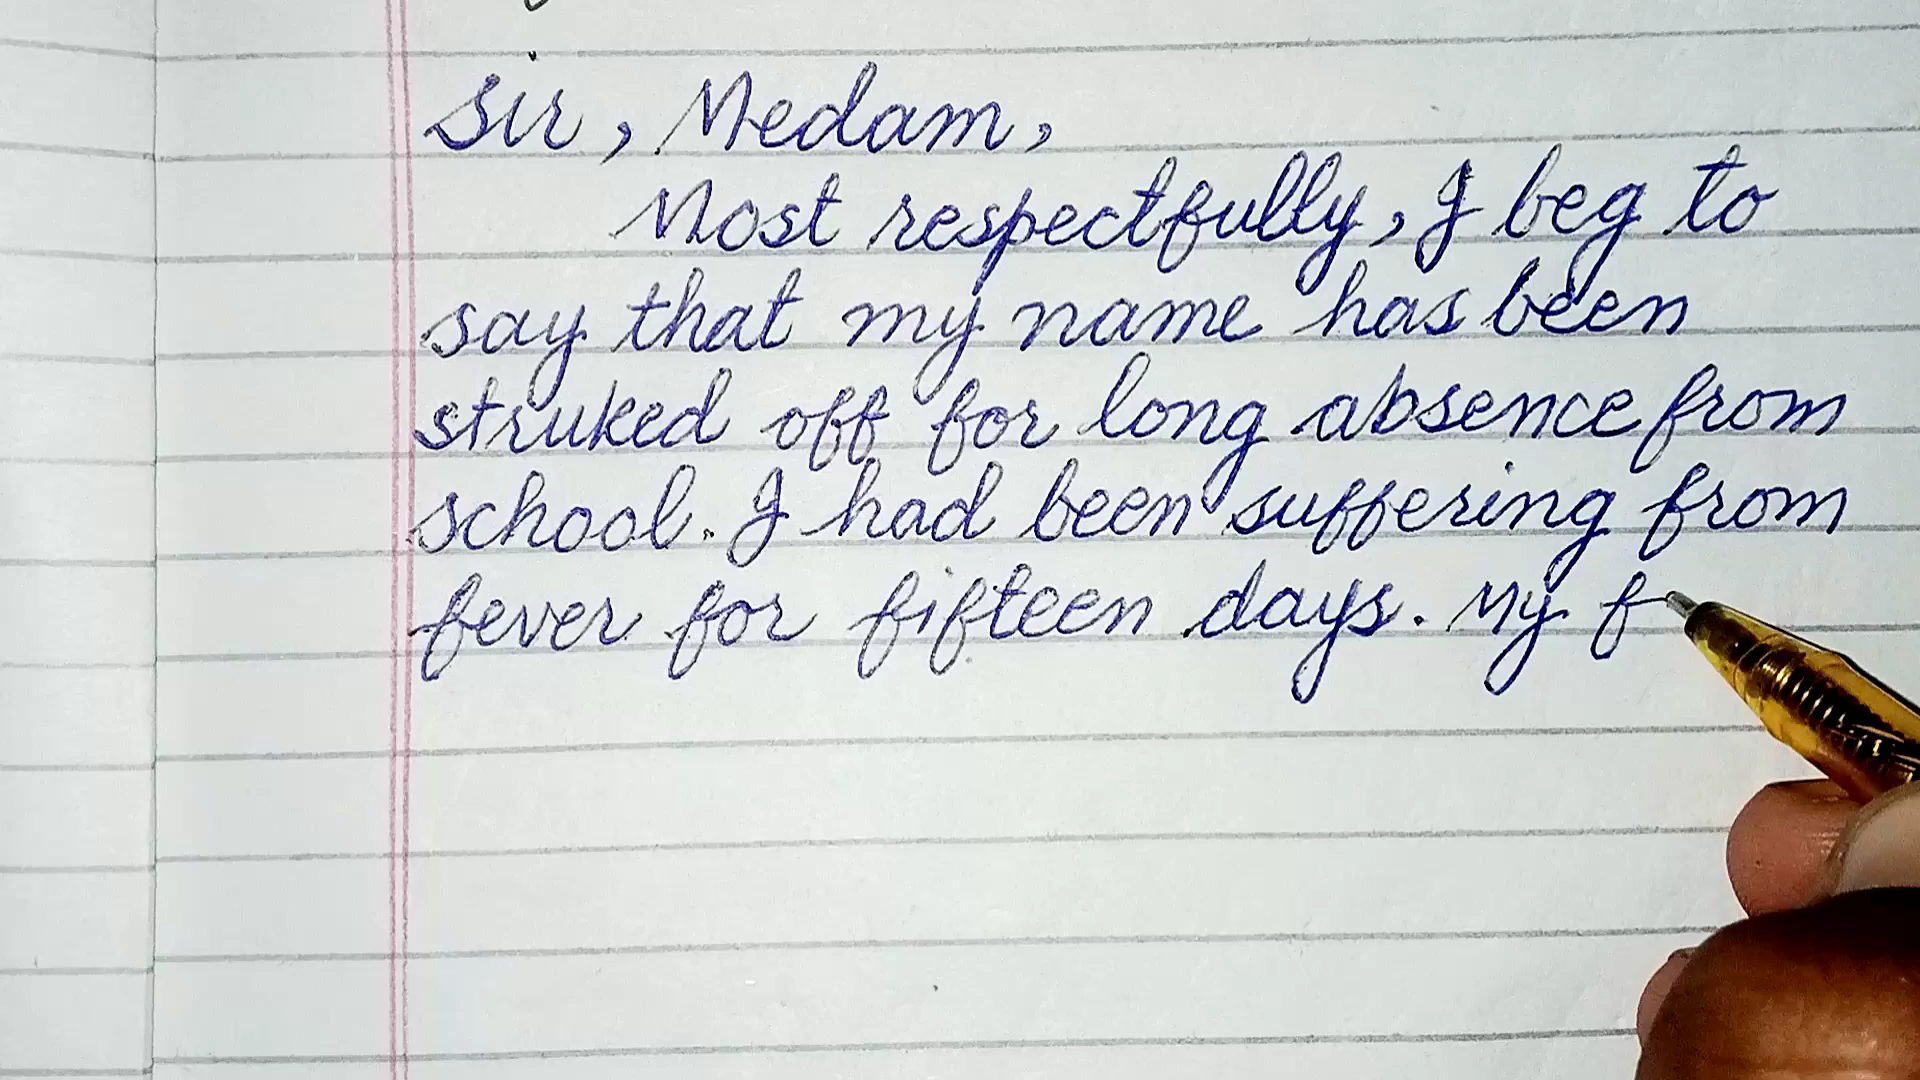 Sir, Medam,
Most respectfully, I beg to
say that my name has been
struked off for long absence from
school. I had been suffering from
fever for fifteen days. My f